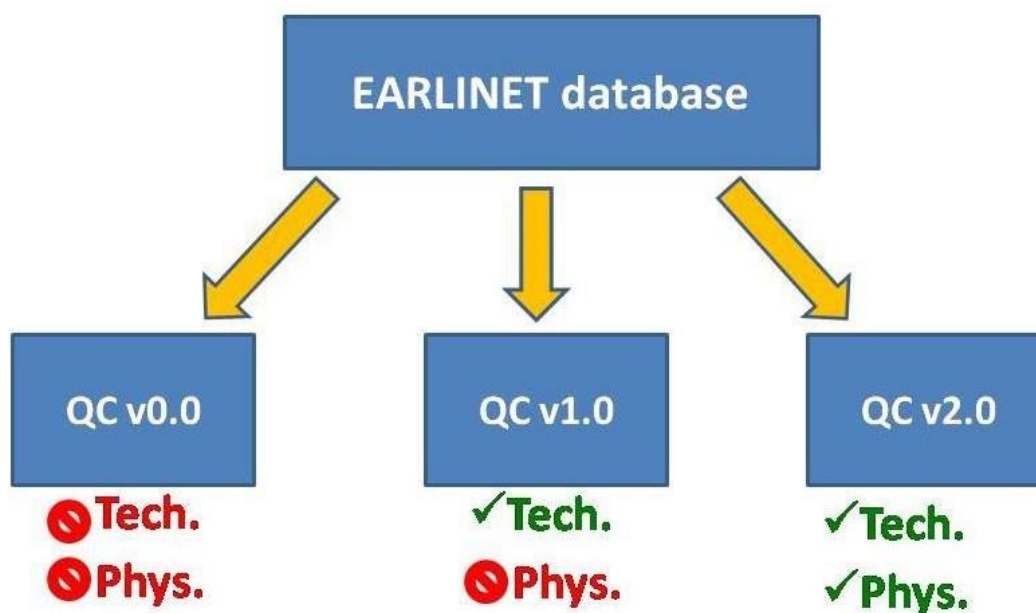 EARLINET database
QC v0.0
QC v1.0
QC v2.0
Tech.
Phys.
✓Tech.
Phys.
✓Tech.
✓Phys.